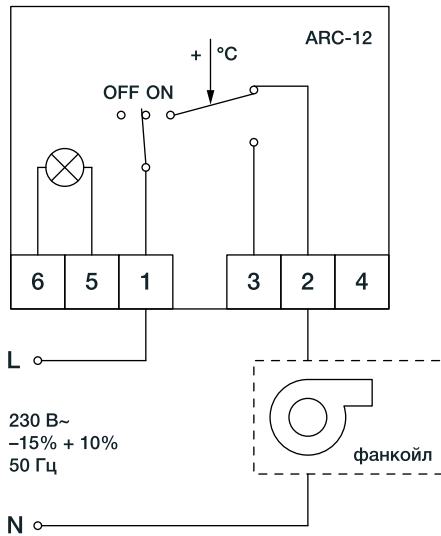 ARC-12
+ °C
OFF ON
6 5 1 3 2 4
L
230 В~
–15% + 10%
50 Гц
фанкойл
N